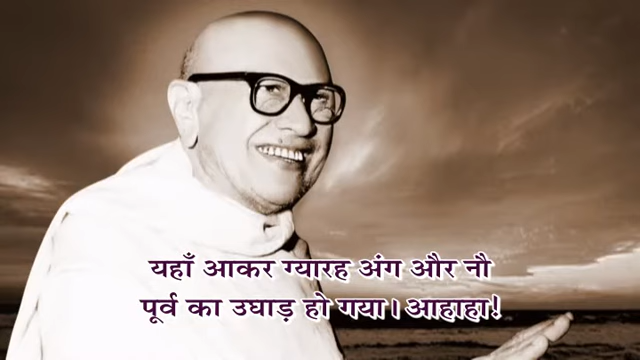 यहाँ आकर ग्यारह अंग और नौ
पूर्व का उघाड़ हो गया। आहाहा!